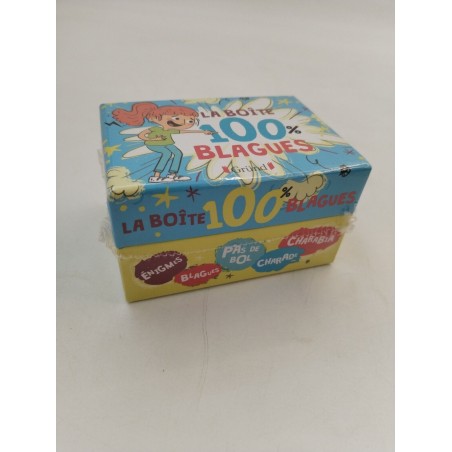 LA BOÎTE
100%
BLAGUES
Gründ
LA BOÎTE 100% BLAGUES
ÉNIGMES
BLAGUES
PAS DE
BOL
CHARADE
CHARABIA